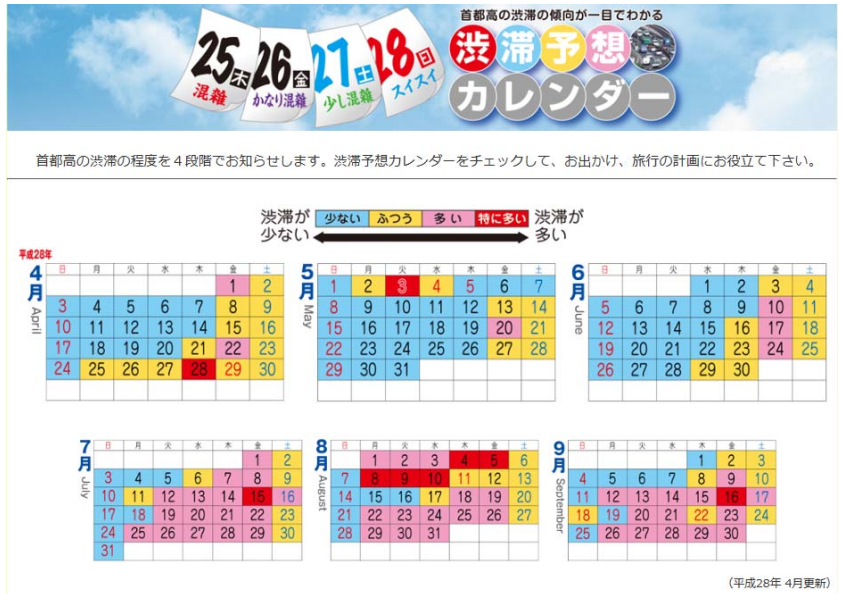 首都高の渋滞の傾向が一目でわかる
25木 26金 27土 28日
混雑 かなり混雑 少し混雑 スイスイ
渋滞予想
カレンダー
首都高の渋滞の程度を４段階でお知らせします。渋滞予想カレンダーをチェックして、お出かけ、旅行の計画にお役立て下さい。
渋滞が 少ない ふつう 多い 特に多い 渋滞が
少ない 多い
平成28年
4月 April
日 月 火 水 木 金 土
1 2
3 4 5 6 7 8 9
10 11 12 13 14 15 16
17 18 19 20 21 22 23
24 25 26 27 28 29 30
5月 May
日 月 火 水 木 金 土
1 2 3 4 5 6 7
8 9 10 11 12 13 14
15 16 17 18 19 20 21
22 23 24 25 26 27 28
29 30 31
6月 June
日 月 火 水 木 金 土
1 2 3 4
5 6 7 8 9 10 11
12 13 14 15 16 17 18
19 20 21 22 23 24 25
26 27 28 29 30
7月 July
日 月 火 水 木 金 土
1 2
3 4 5 6 7 8 9
10 11 12 13 14 15 16
17 18 19 20 21 22 23
24 25 26 27 28 29 30
31
8月 August
日 月 火 水 木 金 土
1 2 3 4 5 6
7 8 9 10 11 12 13
14 15 16 17 18 19 20
21 22 23 24 25 26 27
28 29 30 31
9月 September
日 月 火 水 木 金 土
1 2 3
4 5 6 7 8 9 10
11 12 13 14 15 16 17
18 19 20 21 22 23 24
25 26 27 28 29 30
（平成28年 4月更新）